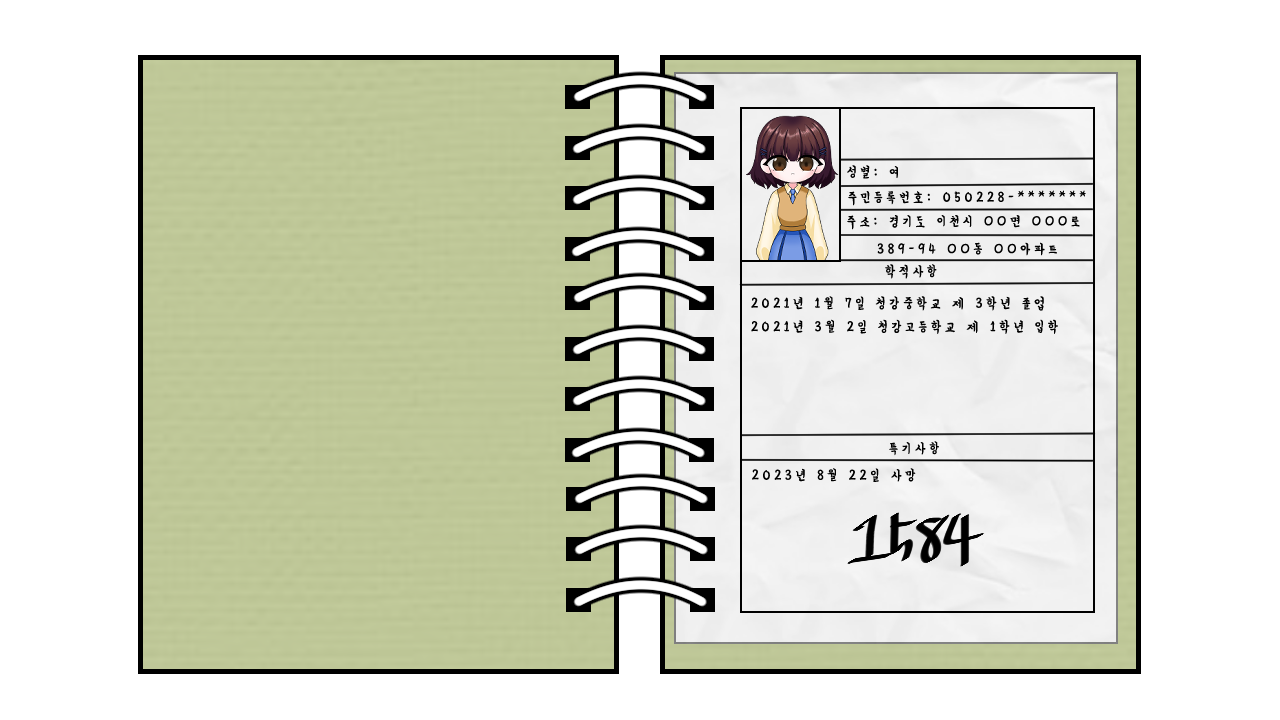 성별: 여
주민등록번호: 050228-*******
주소: 경기도 이천시 OO면 OOO로
389-94 OO동 OO아파트
학적사항
2021년 1월 7일 청강중학교 제 3학년 졸업
2021년 3월 2일 청강고등학교 제 1학년 입학
특기사항
2023년 8월 22일 사망
1584